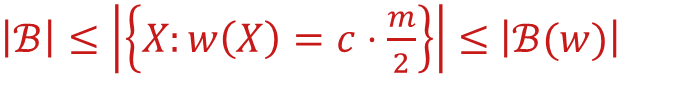 |ℬ| ≤ |{X: w(X) = c · m/2}| ≤ |ℬ(w)|